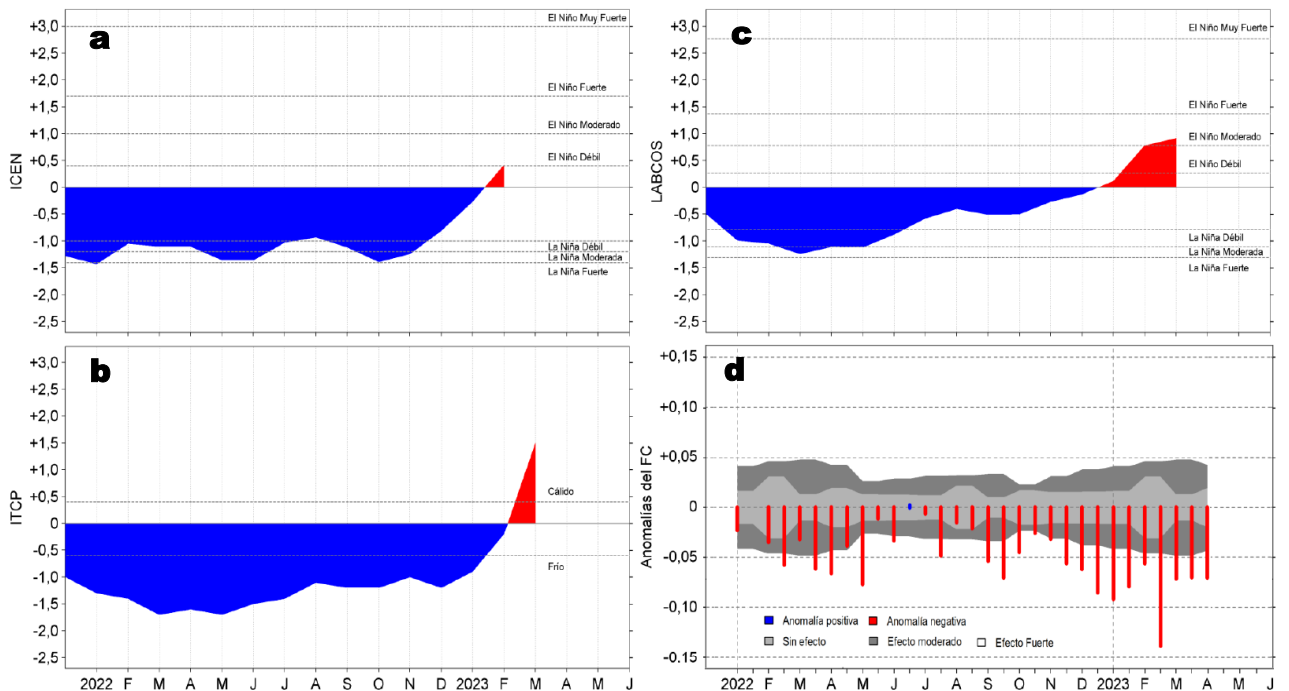 a
ICEN
+3,0
+2,5
+2,0
+1,5
+1,0
+0,5
0
-0,5
-1,0
-1,5
-2,0
-2,5
El Niño Muy Fuerte
El Niño Fuerte
El Niño Moderado
El Niño Débil
La Niña Débil
La Niña Moderada
La Niña Fuerte
c
LABCOS
+3,0
+2,5
+2,0
+1,5
+1,0
+0,5
0
-0,5
-1,0
-1,5
-2,0
-2,5
El Niño Muy Fuerte
El Niño Fuerte
El Niño Moderado
El Niño Débil
La Niña Débil
La Niña Moderada
La Niña Fuerte
b
ITCP
+3,0
+2,5
+2,0
+1,5
+1,0
+0,5
0
-0,5
-1,0
-1,5
-2,0
-2,5
Cálido
Frío
2022 F M A M J J A S O N D 2023 F M A M J
d
Anomalías del FC
+0,15
+0,10
+0,05
0
-0,05
-0,10
-0.15
Anomalía positiva Anomalía negativa
Sin efecto Efecto moderado Efecto Fuerte
2022 F M A M J J A S O N D 2023 F M A M J